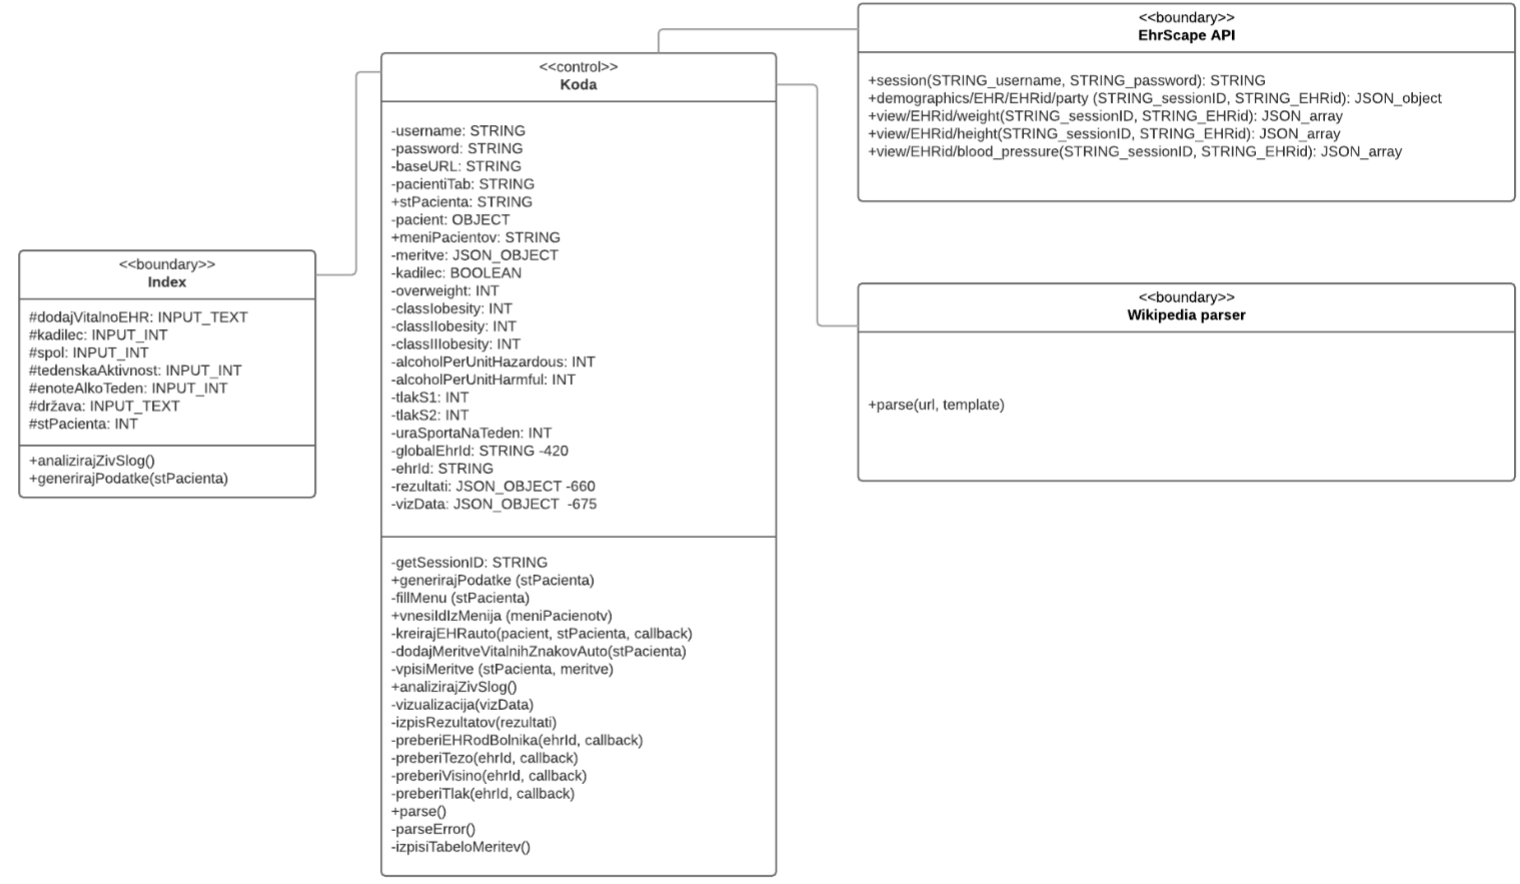 <<boundary>>
Index
#dodajVitalnoEHR: INPUT_TEXT
#kadilec: INPUT_INT
#spol: INPUT_INT
#tedenskaAktivnost: INPUT_INT
#enoteAlkoTeden: INPUT_INT
#država: INPUT_TEXT
#stPacienta: INT
+analizirajZivSlog()
+generirajPodatke(stPacienta)
<<control>>
Koda
-username: STRING
-password: STRING
-baseURL: STRING
-pacientiTab: STRING
+stPacienta: STRING
-pacient: OBJECT
+meniPacientov: STRING
-meritve: JSON_OBJECT
-kadilec: BOOLEAN
-overweight: INT
-classIobesity: INT
-classIIobesity: INT
-classIIIobesity: INT
-alcoholPerUnitHazardous: INT
-alcoholPerUnitHarmful: INT
-tlakS1: INT
-tlakS2: INT
-uraSportaNaTeden: INT
-globalEhrId: STRING -420
-ehrId: STRING
-rezultati: JSON_OBJECT -660
-vizData: JSON_OBJECT -675
-getSessionID: STRING
+generirajPodatke (stPacienta)
-fillMenu (stPacienta)
+vnesiIdIzMenija (meniPacienotv)
-kreirajEHRauto(pacient, stPacienta, callback)
-dodajMeritveVitalnihZnakovAuto(stPacienta)
-vpisiMeritve (stPacienta, meritve)
+analizirajZivSlog()
-vizualizacija(vizData)
-izpisRezultatov(rezultati)
-preberiEHRodBolnika(ehrId, callback)
-preberiTezo(ehrId, callback)
-preberiVisino(ehrId, callback)
-preberiTlak(ehrId, callback)
+parse()
-parseError()
-izpisiTabeloMeritev()
<<boundary>>
EhrScape API
+session(STRING_username, STRING_password): STRING
+demographics/EHR/EHRid/party (STRING_sessionID, STRING_EHRid): JSON_object
+view/EHRid/weight(STRING_sessionID, STRING_EHRid): JSON_array
+view/EHRid/height(STRING_sessionID, STRING_EHRid): JSON_array
+view/EHRid/blood_pressure(STRING_sessionID, STRING_EHRid): JSON_array
<<boundary>>
Wikipedia parser
+parse(url, template)